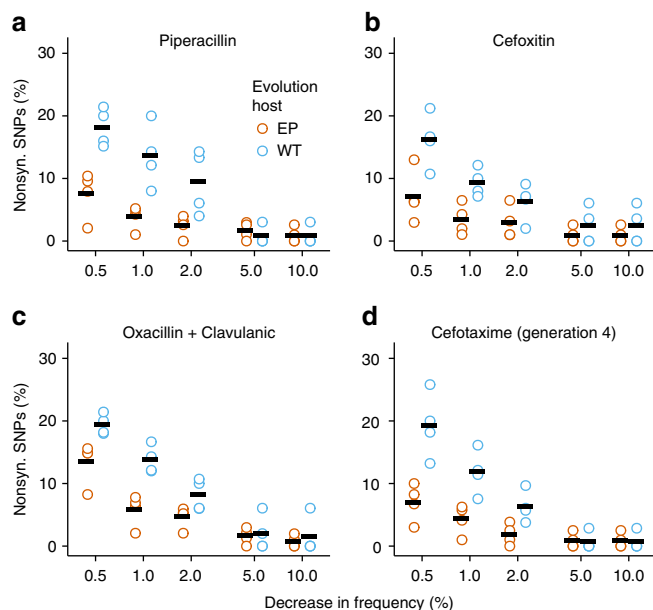 a
Piperacillin
b
Cefoxitin
Nonsyn. SNPs (%)
30
20
10
0
Evolution
host
EP
WT
0.5 1.0 2.0 5.0 10.0
30
20
10
0
0.5 1.0 2.0 5.0 10.0
c
Oxacillin + Clavulanic
d
Cefotaxime (generation 4)
Nonsyn. SNPs (%)
30
20
10
0
0.5 1.0 2.0 5.0 10.0
30
20
10
0
0.5 1.0 2.0 5.0 10.0
Decrease in frequency (%)